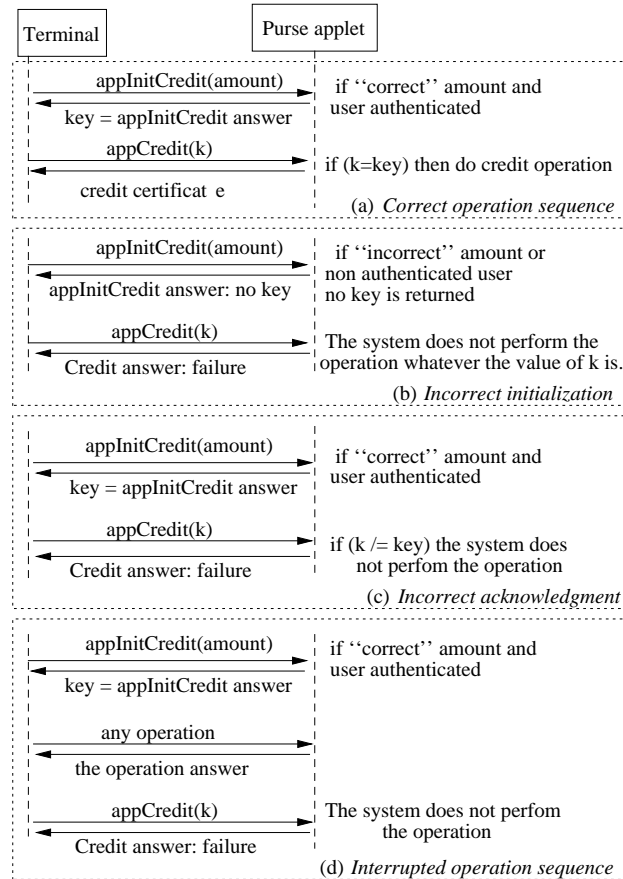 Terminal
Purse applet
appInitCredit(amount)
key = appInitCredit answer
if ‘‘correct’’ amount and
user authenticated
appCredit(k)
credit certificat e
if (k=key) then do credit operation
(a) Correct operation sequence
appInitCredit(amount)
appInitCredit answer: no key
if ‘‘incorrect’’ amount or
non authenticated user
no key is returned
appCredit(k)
Credit answer: failure
The system does not perform the
operation whatever the value of k is.
(b) Incorrect initialization
appInitCredit(amount)
key = appInitCredit answer
if ‘‘correct’’ amount and
user authenticated
appCredit(k)
Credit answer: failure
if (k /= key) the system does
not perfom the operation
(c) Incorrect acknowledgment
appInitCredit(amount)
key = appInitCredit answer
if ‘‘correct’’ amount and
user authenticated
any operation
the operation answer
appCredit(k)
Credit answer: failure
The system does not perfom
the operation
(d) Interrupted operation sequence